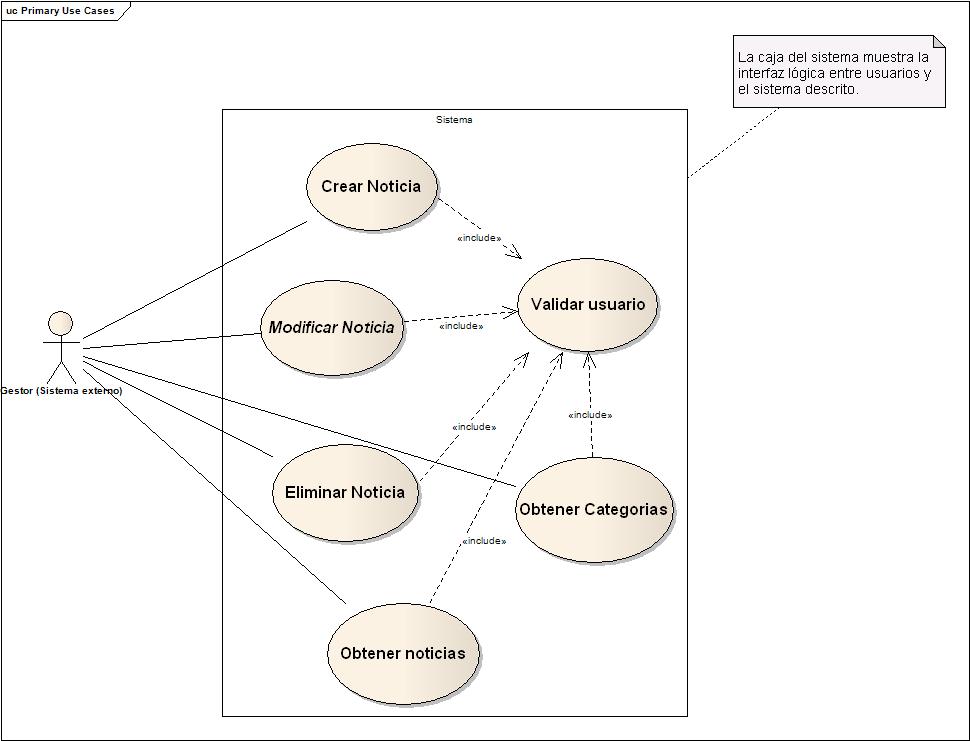 uc Primary Use Cases
La caja del sistema muestra la
interfaz lógica entre usuarios y
el sistema descrito.
Sistema
Crear Noticia
«include»
Validar usuario
Modificar Noticia
«include»
Gestor (Sistema externo)
«include»
«include»
Eliminar Noticia
Obtener Categorias
«include»
Obtener noticias